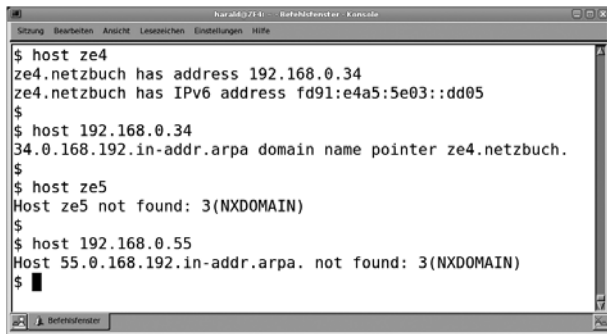 - Befehlsfenster - Konsole
Sitzung Bearbeiten Ansicht Lesezeichen Einstellungen Hilfe
$ host ze4
ze4.netzbuch has address 192.168.0.34
ze4.netzbuch has IPv6 address fd91:e4a5:5e03::dd05
$
$ host 192.168.0.34
34.0.168.192.in-addr.arpa domain name pointer ze4.netzbuch.
$
$ host ze5
Host ze5 not found: 3(NXDOMAIN)
$
$ host 192.168.0.55
Host 55.0.168.192.in-addr.arpa. not found: 3(NXDOMAIN)
$
Befehlsfenster